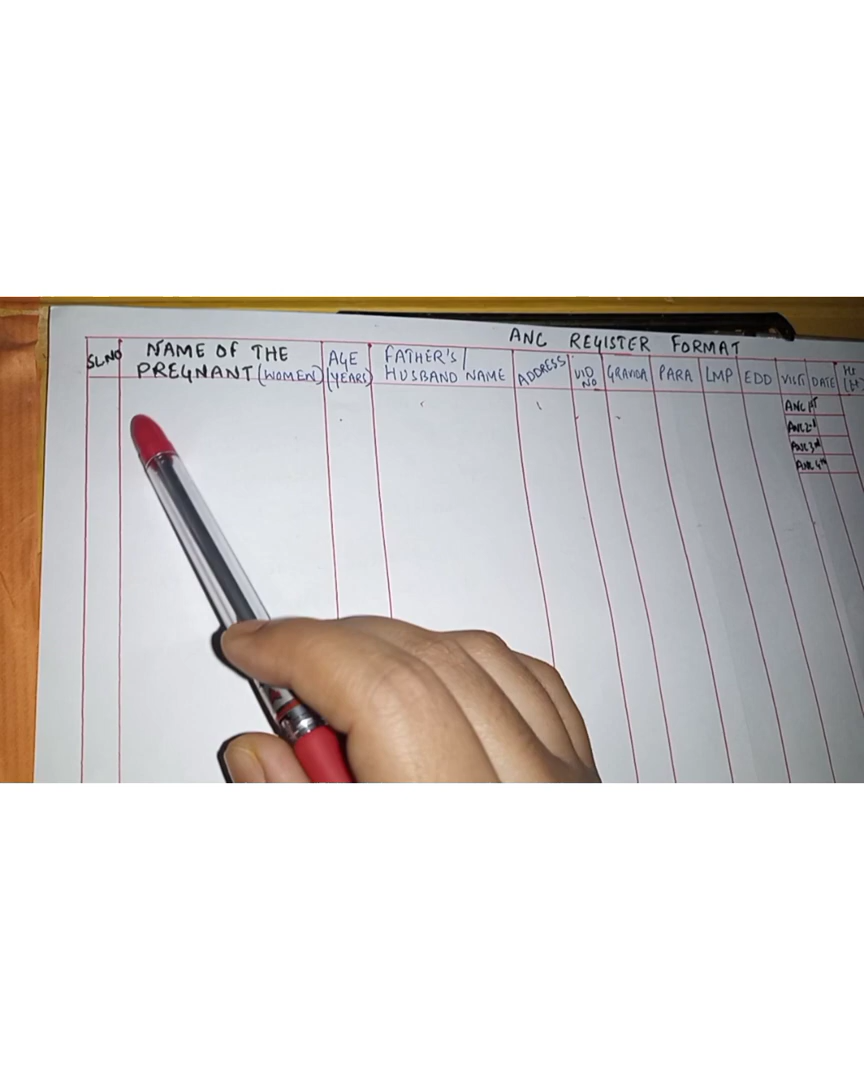 ANC REGISTER FORMAT
SL.NO
NAME OF THE
PREGNANT (WOMEN)
AGE
(YEARS)
FATHER'S /
HUSBAND NAME
ADDRESS
UID
NO
GRAVIDA
PARA
LMP
EDD
VISIT
DATE
ANC 1ST
ANC 2nd
ANC 3rd
ANC 4th